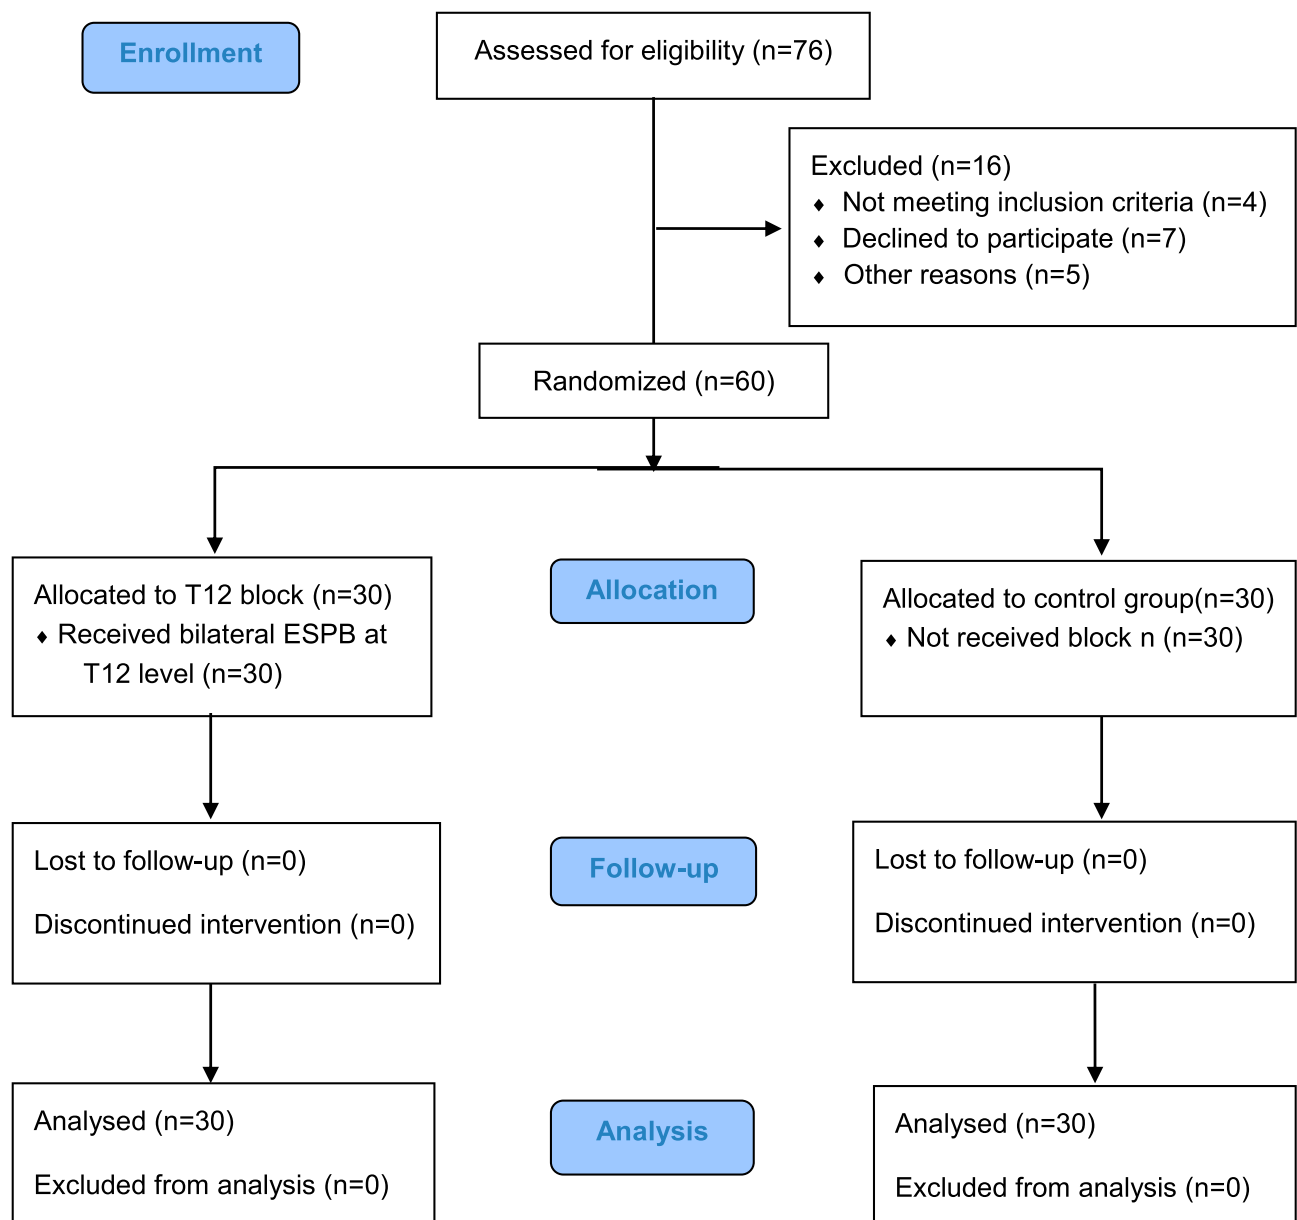 Enrollment
Assessed for eligibility (n=76)
Excluded (n=16)
♦ Not meeting inclusion criteria (n=4)
♦ Declined to participate (n=7)
♦ Other reasons (n=5)
Randomized (n=60)
Allocated to T12 block (n=30)
♦ Received bilateral ESPB at
T12 level (n=30)
Allocation
Allocated to control group(n=30)
♦ Not received block n (n=30)
Lost to follow-up (n=0)
Discontinued intervention (n=0)
Follow-up
Lost to follow-up (n=0)
Discontinued intervention (n=0)
Analysed (n=30)
Excluded from analysis (n=0)
Analysis
Analysed (n=30)
Excluded from analysis (n=0)